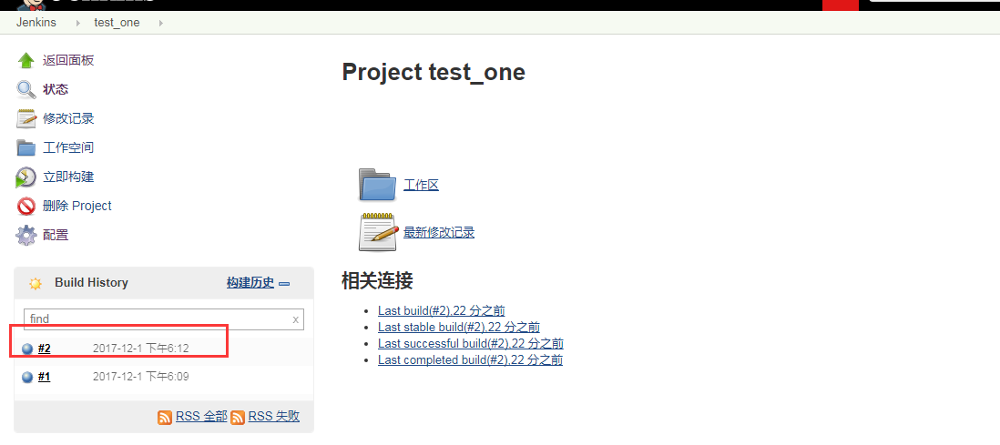 Jenkins test_one
返回面板
状态
修改记录
工作空间
立即构建
删除 Project
配置
Build History 构建历史
find x
#2 2017-12-1 下午6:12
#1 2017-12-1 下午6:09
RSS 全部 RSS 失败
Project test_one
工作区
最新修改记录
相关连接
Last build(#2),22 分之前
Last stable build(#2),22 分之前
Last successful build(#2),22 分之前
Last completed build(#2),22 分之前